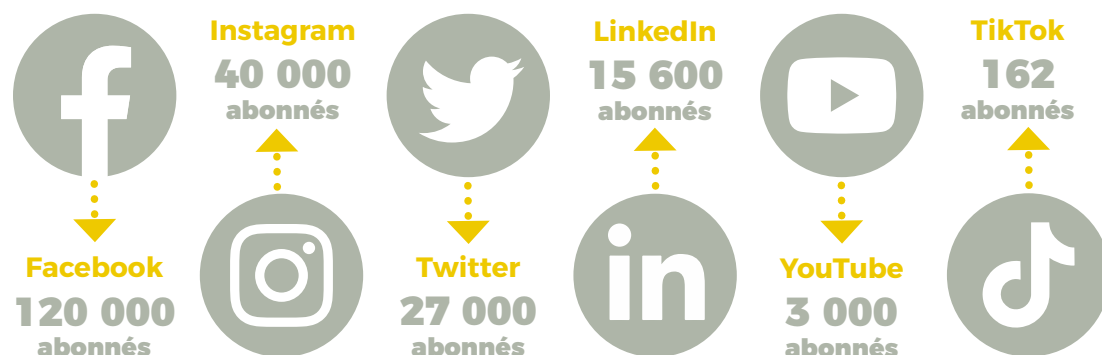 Facebook
120 000
abonnés
Instagram
40 000
abonnés
Twitter
27 000
abonnés
LinkedIn
15 600
abonnés
YouTube
3 000
abonnés
TikTok
162
abonnés